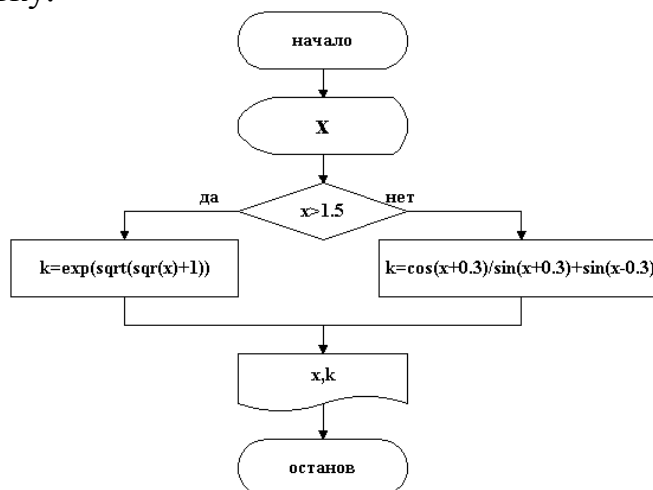 начало
X
да
x>1.5
нет
k=exp(sqrt(sqr(x)+1))
k=cos(x+0.3)/sin(x+0.3)+sin(x-0.3)
x,k
останов